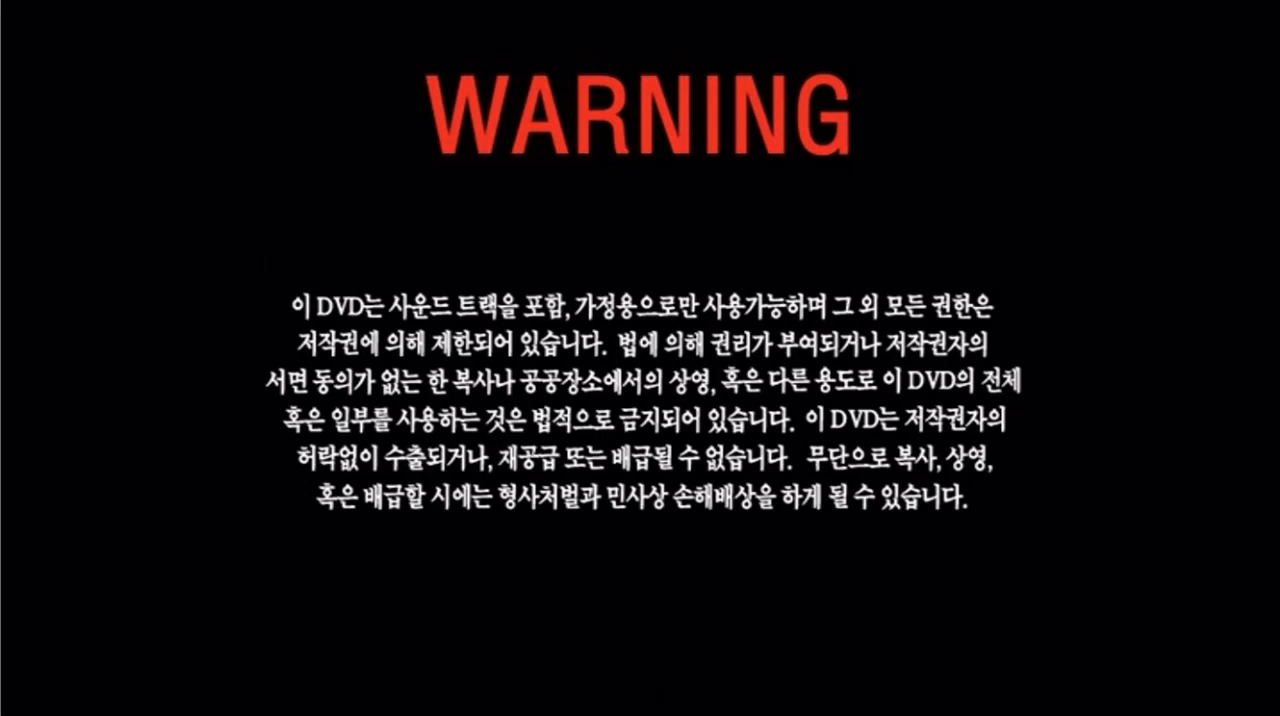 WARNING
이 DVD는 사운드 트랙을 포함, 가정용으로만 사용가능하며 그 외 모든 권한은
저작권에 의해 제한되어 있습니다. 법에 의해 권리가 부여되거나 저작권자의
서면 동의가 없는 한 복사나 공공장소에서의 상영, 혹은 다른 용도로 이 DVD의 전체
혹은 일부를 사용하는 것은 법적으로 금지되어 있습니다. 이 DVD는 저작권자의
허락없이 수출되거나, 재공급 또는 배급될 수 없습니다. 무단으로 복사, 상영,
혹은 배급할 시에는 형사처벌과 민사상 손해배상을 하게 될 수 있습니다.